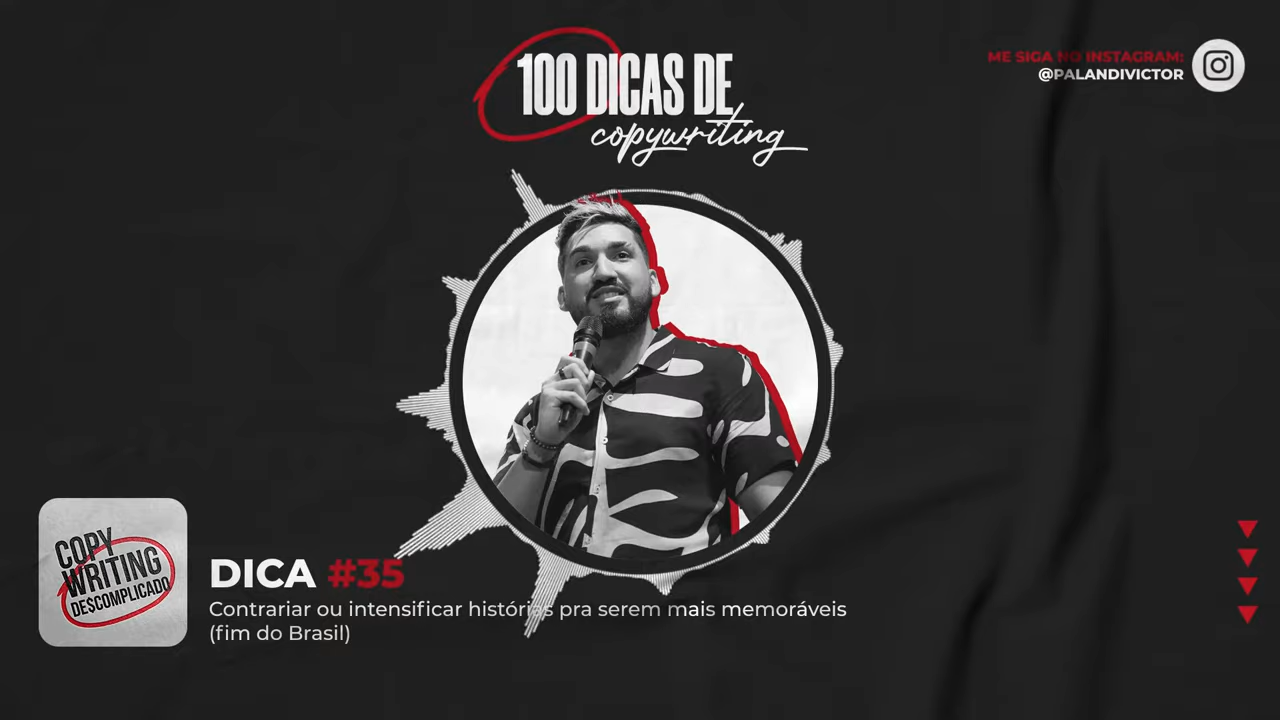 100 DICAS DE
copywriting
ME SIGA NO INSTAGRAM:
@PALANDIVICTOR
COPY
WRITING
DESCOMPLICADO
DICA #35
Contrariar ou intensificar histórias pra serem mais memoráveis
(fim do Brasil)